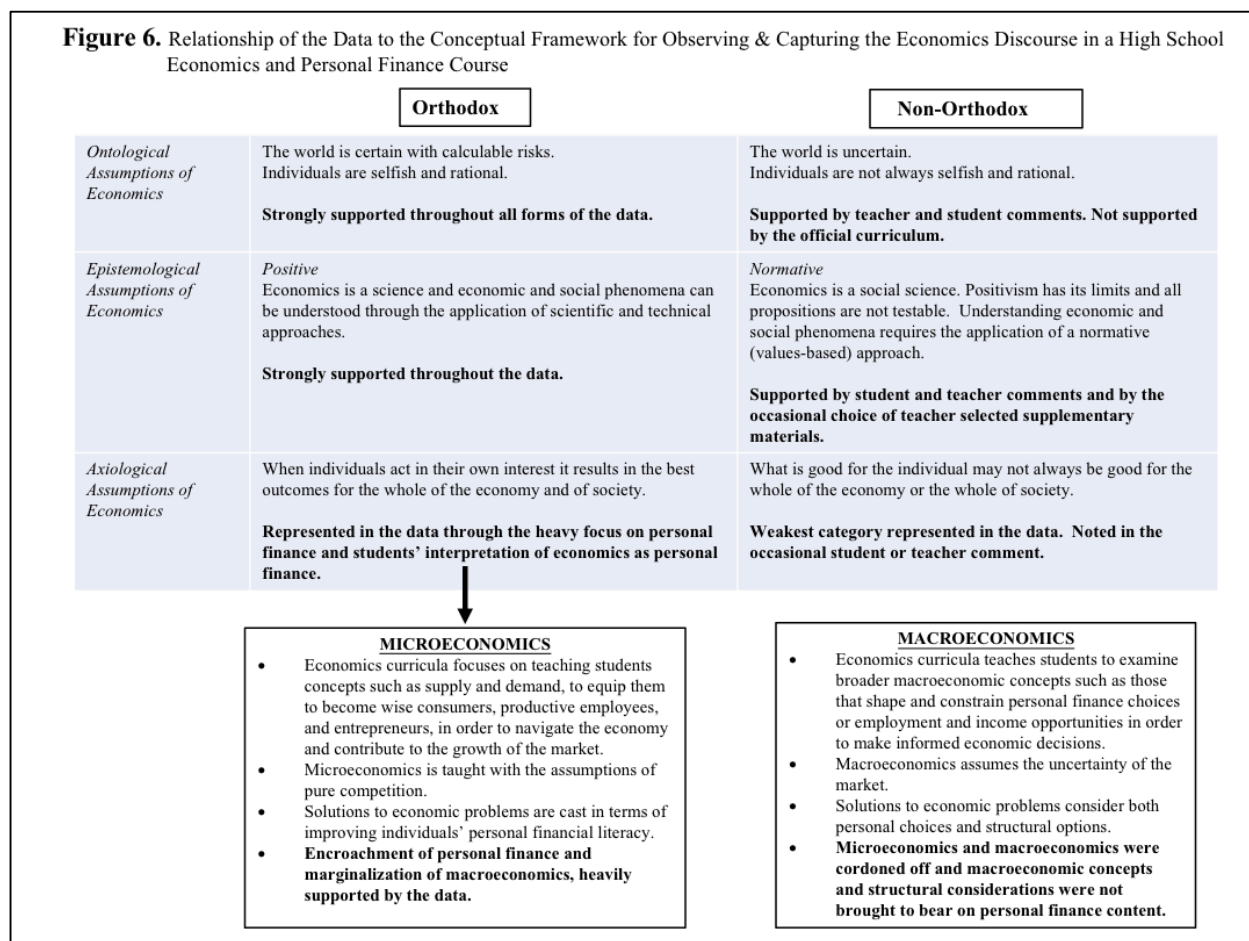 Figure 6. Relationship of the Data to the Conceptual Framework for Observing & Capturing the Economics Discourse in a High School
Economics and Personal Finance Course
Orthodox
Non-Orthodox
Ontological
Assumptions of
Economics
The world is certain with calculable risks.
Individuals are selfish and rational.
Strongly supported throughout all forms of the data.
The world is uncertain.
Individuals are not always selfish and rational.
Supported by teacher and student comments. Not supported
by the official curriculum.
Epistemological
Assumptions of
Economics
Positive
Economics is a science and economic and social phenomena can
be understood through the application of scientific and technical
approaches.
Strongly supported throughout the data.
Normative
Economics is a social science. Positivism has its limits and all
propositions are not testable.  Understanding economic and
social phenomena requires the application of a normative
(values-based) approach.
Supported by student and teacher comments and by the
occasional choice of teacher selected supplementary
materials.
Axiological
Assumptions of
Economics
When individuals act in their own interest it results in the best
outcomes for the whole of the economy and of society.
Represented in the data through the heavy focus on personal
finance and students’ interpretation of economics as personal
finance.
What is good for the individual may not always be good for the
whole of the economy or the whole of society.
Weakest category represented in the data.  Noted in the
occasional student or teacher comment.
MICROECONOMICS
• Economics curricula focuses on teaching students
concepts such as supply and demand, to equip them
to become wise consumers, productive employees,
and entrepreneurs, in order to navigate the economy
and contribute to the growth of the market.
• Microeconomics is taught with the assumptions of
pure competition.
• Solutions to economic problems are cast in terms of
improving individuals’ personal financial literacy.
• Encroachment of personal finance and
marginalization of macroeconomics, heavily
supported by the data.
MACROECONOMICS
• Economics curricula teaches students to examine
broader macroeconomic concepts such as those
that shape and constrain personal finance choices
or employment and income opportunities in order
to make informed economic decisions.
• Macroeconomics assumes the uncertainty of the
market.
• Solutions to economic problems consider both
personal choices and structural options.
• Microeconomics and macroeconomics were
cordoned off and macroeconomic concepts
and structural considerations were not
brought to bear on personal finance content.